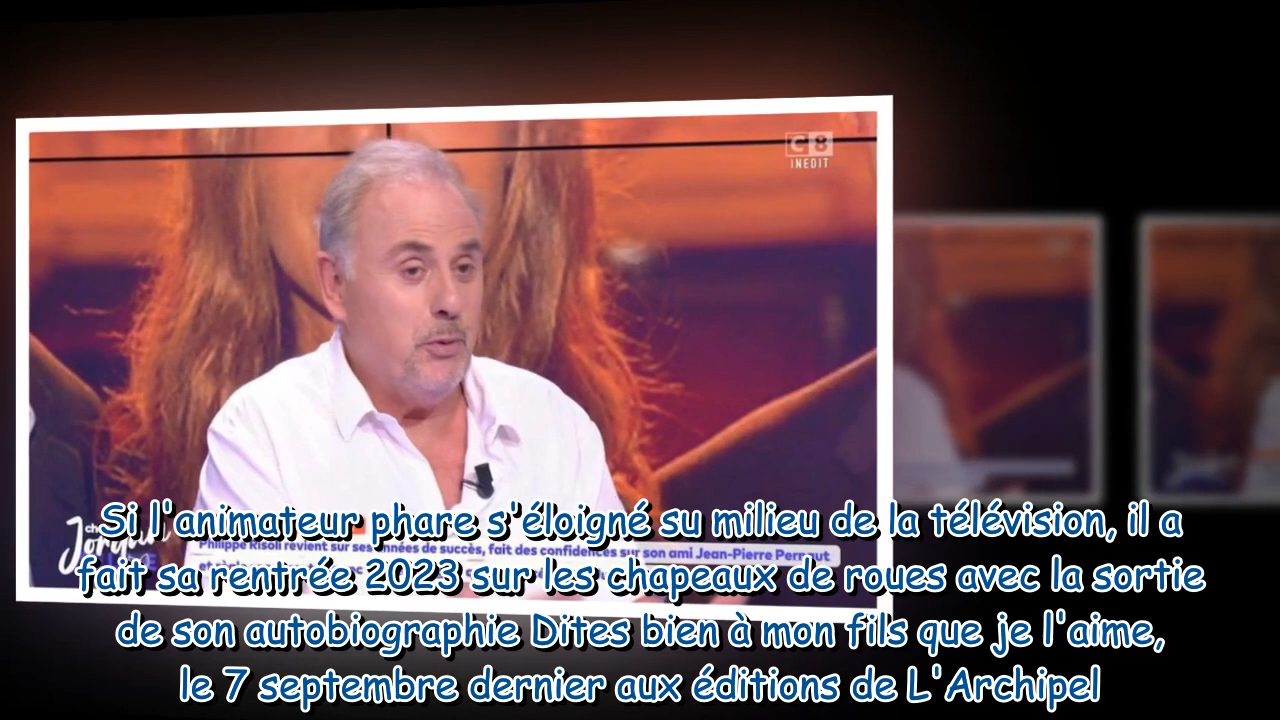 C8
INEDIT
chez
Jordan
Philippe Risoli revient sur ses années de succès, fait des confidences sur son ami Jean-Pierre Pernaut
Si l'animateur phare s'éloigné su milieu de la télévision, il a
fait sa rentrée 2023 sur les chapeaux de roues avec la sortie
de son autobiographie Dites bien à mon fils que je l'aime,
le 7 septembre dernier aux éditions de L'Archipel